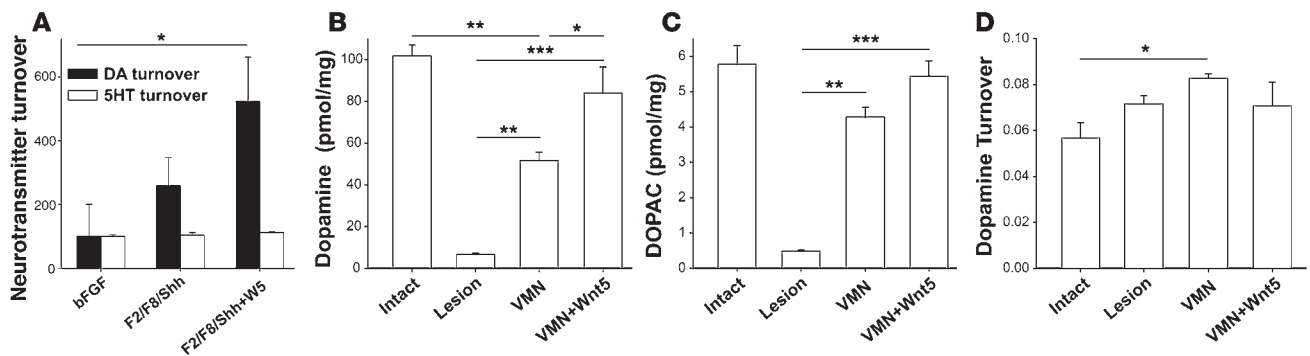 A
Neurotransmitter turnover
600
400
200
0
*
DA turnover
5HT turnover
bFGF
F2/F8/Shh
F2/F8/Shh+W5
B
Dopamine (pmol/mg)
100
80
60
40
20
0
** *
***
**
Intact
Lesion
VMN
VMN+Wnt5
C
DOPAC (pmol/mg)
6
5
4
3
2
1
0
***
**
Intact
Lesion
VMN
VMN+Wnt5
D
Dopamine Turnover
0.10
0.08
0.06
0.04
0.02
0.00
*
Intact
Lesion
VMN
VMN+Wnt5